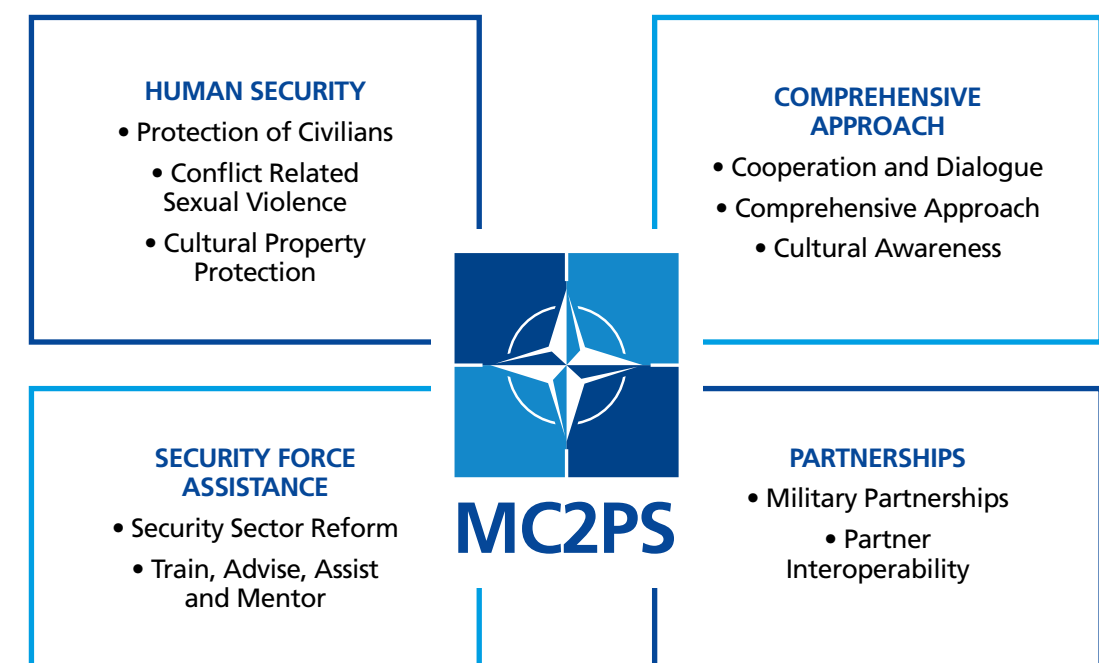 HUMAN SECURITY
• Protection of Civilians
• Conflict Related
Sexual Violence
• Cultural Property
Protection
COMPREHENSIVE
APPROACH
• Cooperation and Dialogue
• Comprehensive Approach
• Cultural Awareness
SECURITY FORCE
ASSISTANCE
• Security Sector Reform
• Train, Advise, Assist
and Mentor
MC2PS
PARTNERSHIPS
• Military Partnerships
• Partner
Interoperability